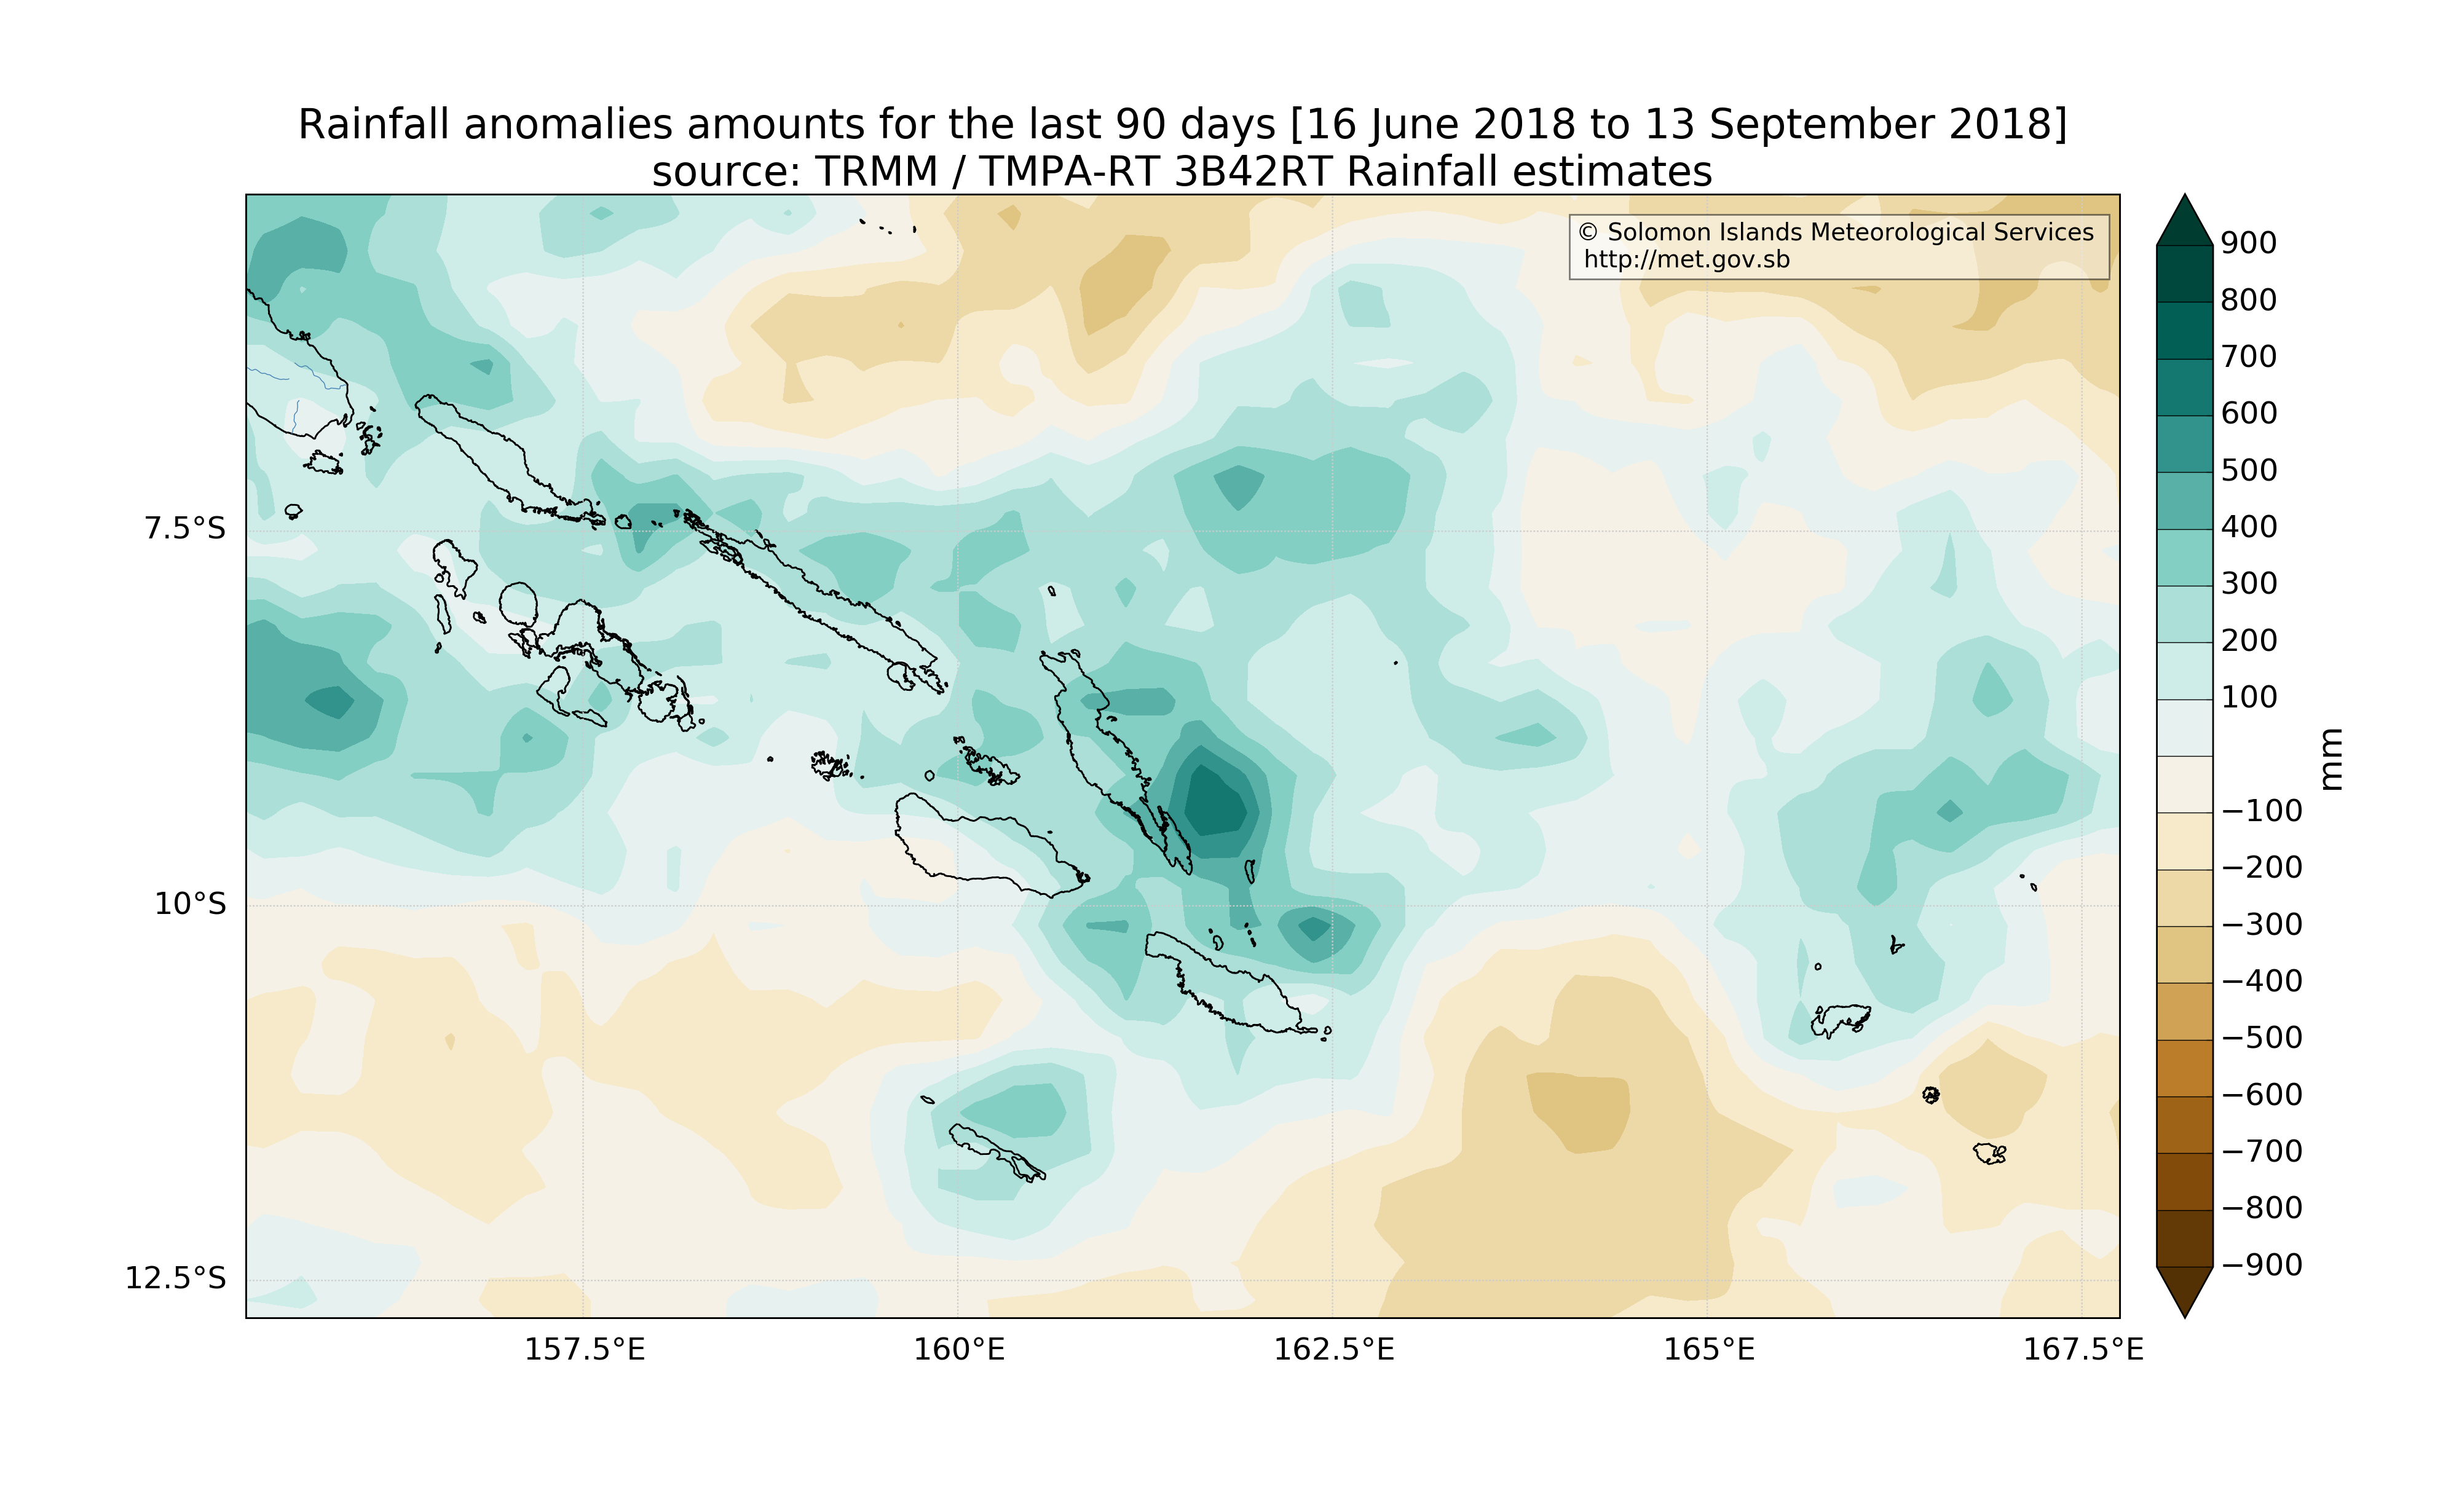 Rainfall anomalies amounts for the last 90 days [16 June 2018 to 13 September 2018]
source: TRMM / TMPA-RT 3B42RT Rainfall estimates
© Solomon Islands Meteorological Services
http://met.gov.sb
7.5°S
10°S
12.5°S
157.5°E
160°E
162.5°E
165°E
167.5°E
900
800
700
600
500
400
300
200
100
−100
−200
−300
−400
−500
−600
−700
−800
−900
mm